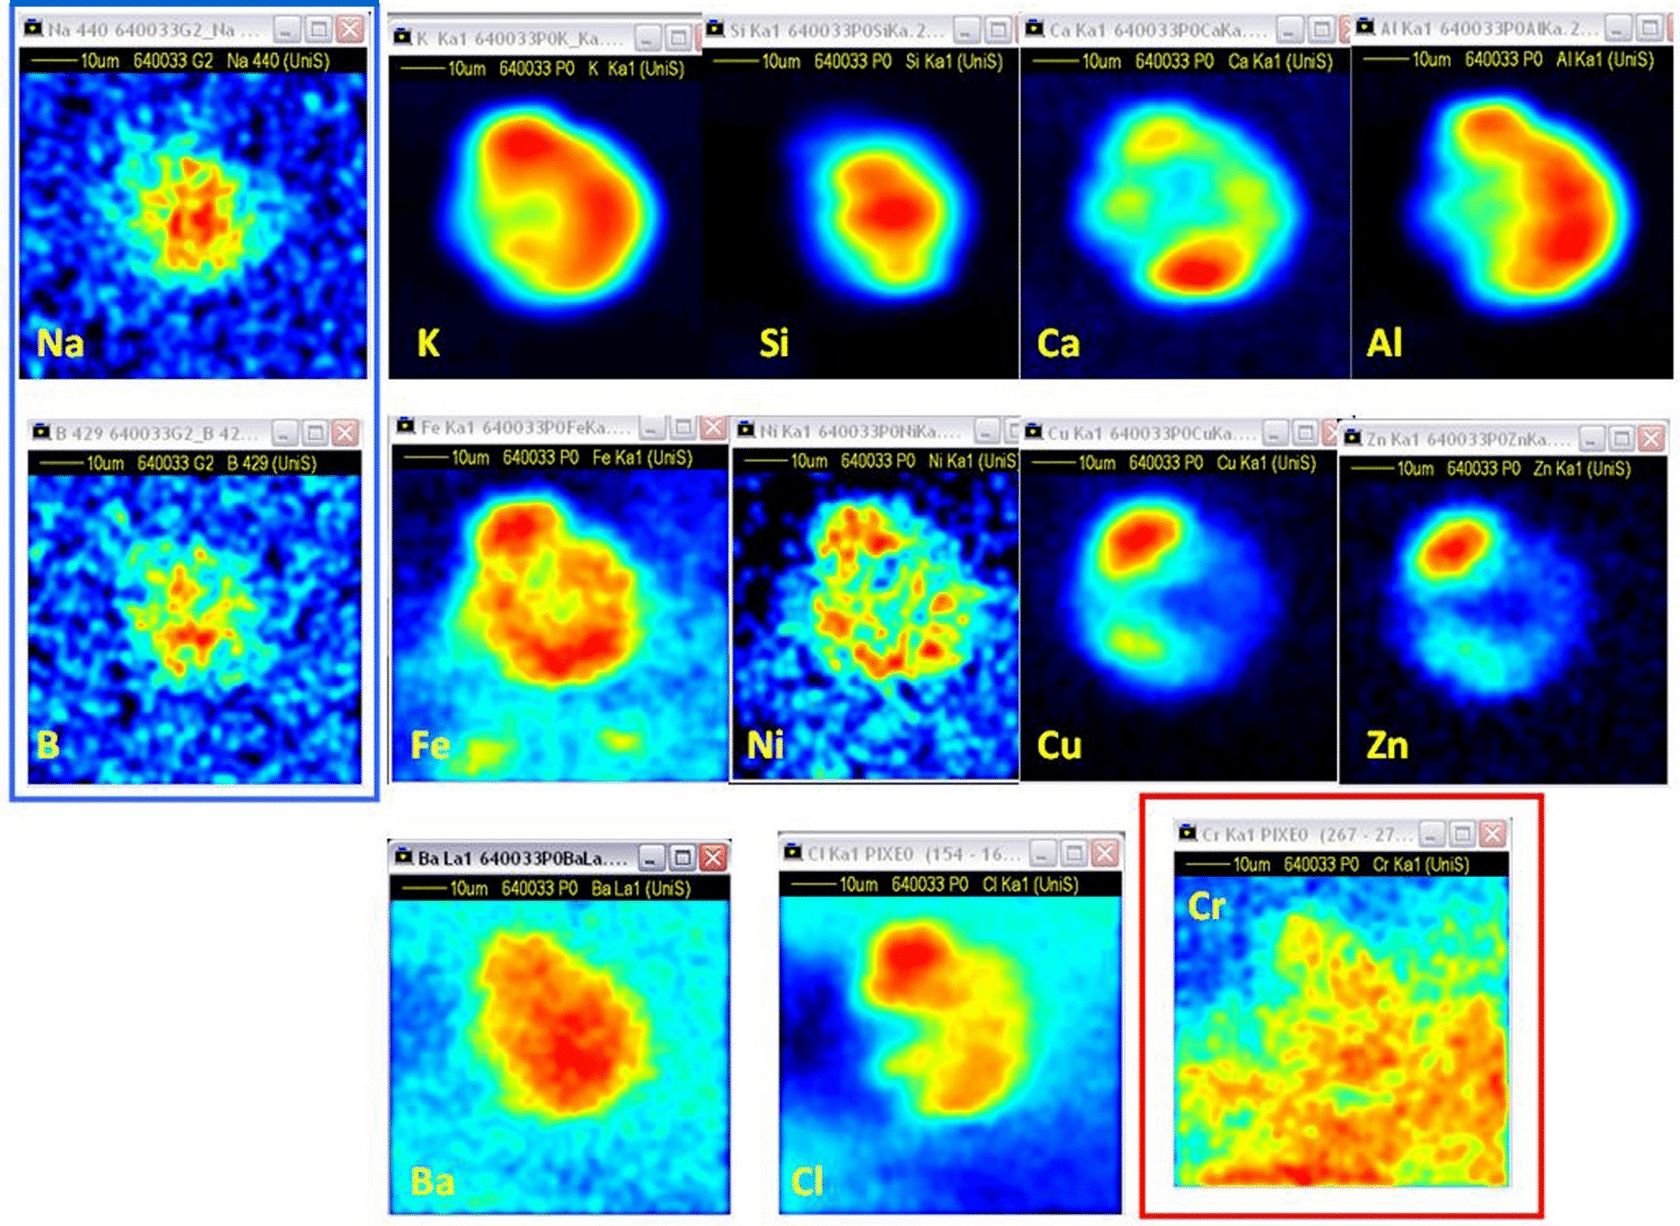 Na 440 640033G2_Na ...
10um 640033 G2 Na 440 (UniS)
Na
K Ka1 640033P0K_Ka....
10um 640033 P0 K Ka1 (UniS)
K
Si Ka1 640033P0SiKa.2...
10um 640033 P0 Si Ka1 (UniS)
Si
Ca Ka1 640033P0CaKa....
10um 640033 P0 Ca Ka1 (UniS)
Ca
Al Ka1 640033P0AlKa.2...
10um 640033 P0 Al Ka1 (UniS)
Al
B 429 640033G2_B 42...
10um 640033 G2 B 429 (UniS)
B
Fe Ka1 640033P0FeKa....
10um 640033 P0 Fe Ka1 (UniS)
Fe
Ni Ka1 640033P0NiKa....
10um 640033 P0 Ni Ka1 (UniS
Ni
Cu Ka1 640033P0CuKa....
10um 640033 P0 Cu Ka1 (UniS)
Cu
Zn Ka1 640033P0ZnKa....
10um 640033 P0 Zn Ka1 (UniS)
Zn
Ba La1 640033P0BaLa....
10um 640033 P0 Ba La1 (UniS)
Ba
Cl Ka1 PIXE0 (154 - 16...
10um 640033 P0 Cl Ka1 (UniS)
Cl
Cr Ka1 PIXE0 (267 - 27...
10um 640033 P0 Cr Ka1 (UniS)
Cr